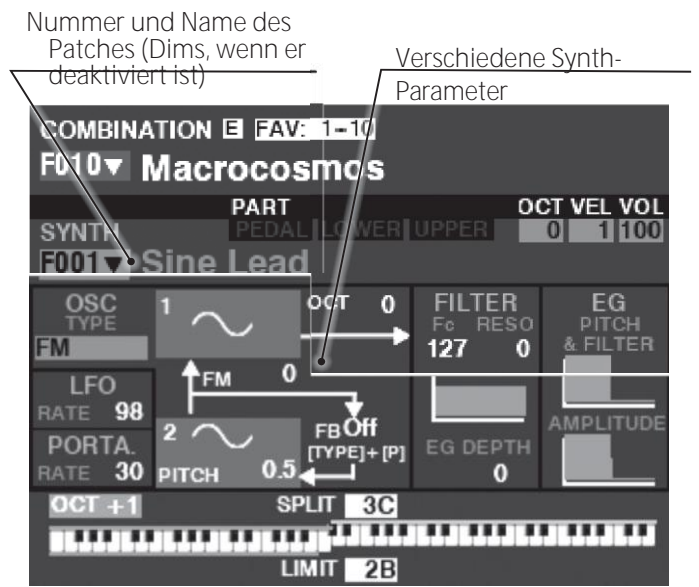 Nummer und Name des
Patches (Dims, wenn er
deaktiviert ist)
Verschiedene Synth-
Parameter
COMBINATION E FAV: 1-10
F010▼ Macrocosmos
PART OCT VEL VOL
SYNTH PEDAL LOWER UPPER 0 1 100
F001▼ Sine Lead
OSC 1 OCT 0 FILTER EG
TYPE Fc RESO PITCH
FM 127 0 & FILTER
LFO FM 0
RATE 98
PORTA. 2 FB Off AMPLITUDE
[TYPE]+[P] EG DEPTH
RATE 30 PITCH 0.5 0
OCT +1 SPLIT 3C
LIMIT 2B